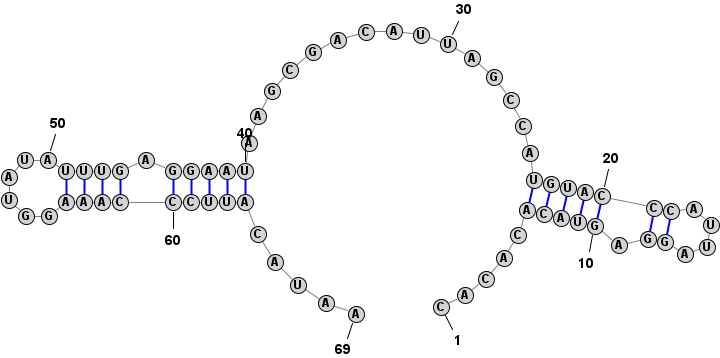 1
C A C A C A C A U G
10
A G G A U U A C C C
20
A U G U A C C G A U
30
U A C A G C G A A U
40
A A G G A G U U U A
50
U A U G G A A A C C
60
C U U A C A U A A
69